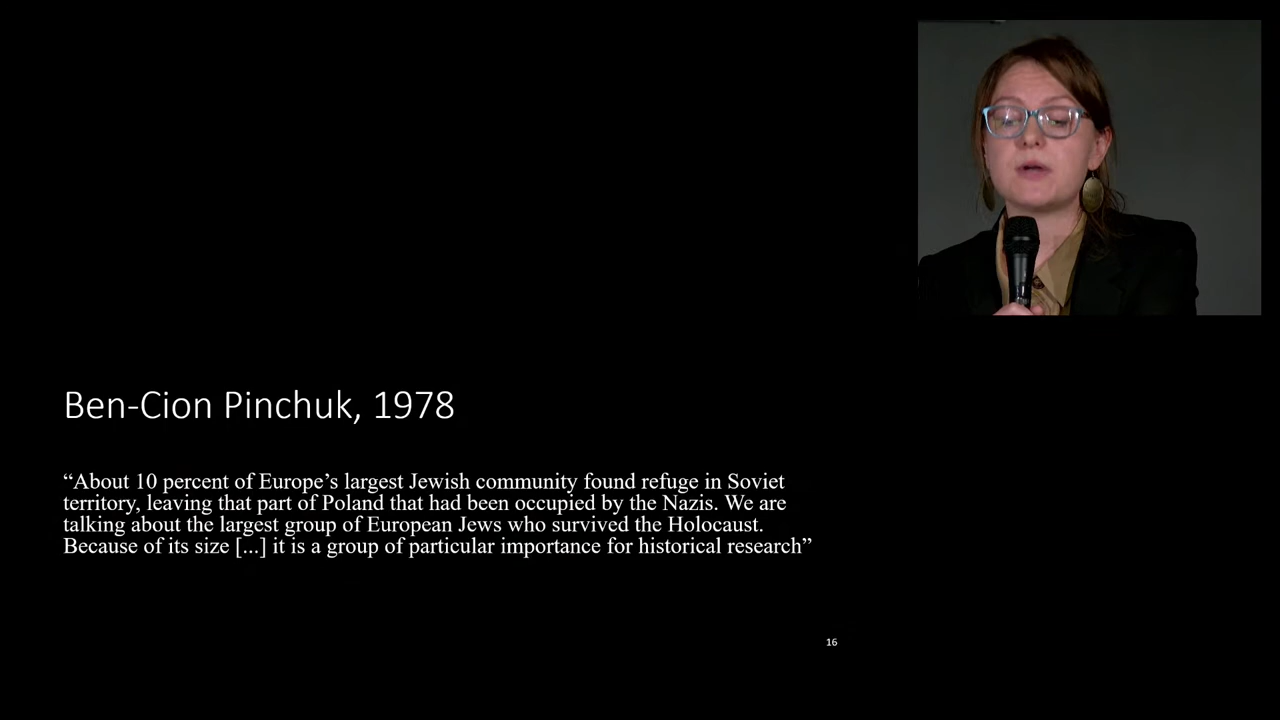 Ben-Cion Pinchuk, 1978
“About 10 percent of Europe’s largest Jewish community found refuge in Soviet
territory, leaving that part of Poland that had been occupied by the Nazis. We are
talking about the largest group of European Jews who survived the Holocaust.
Because of its size [...] it is a group of particular importance for historical research”
16